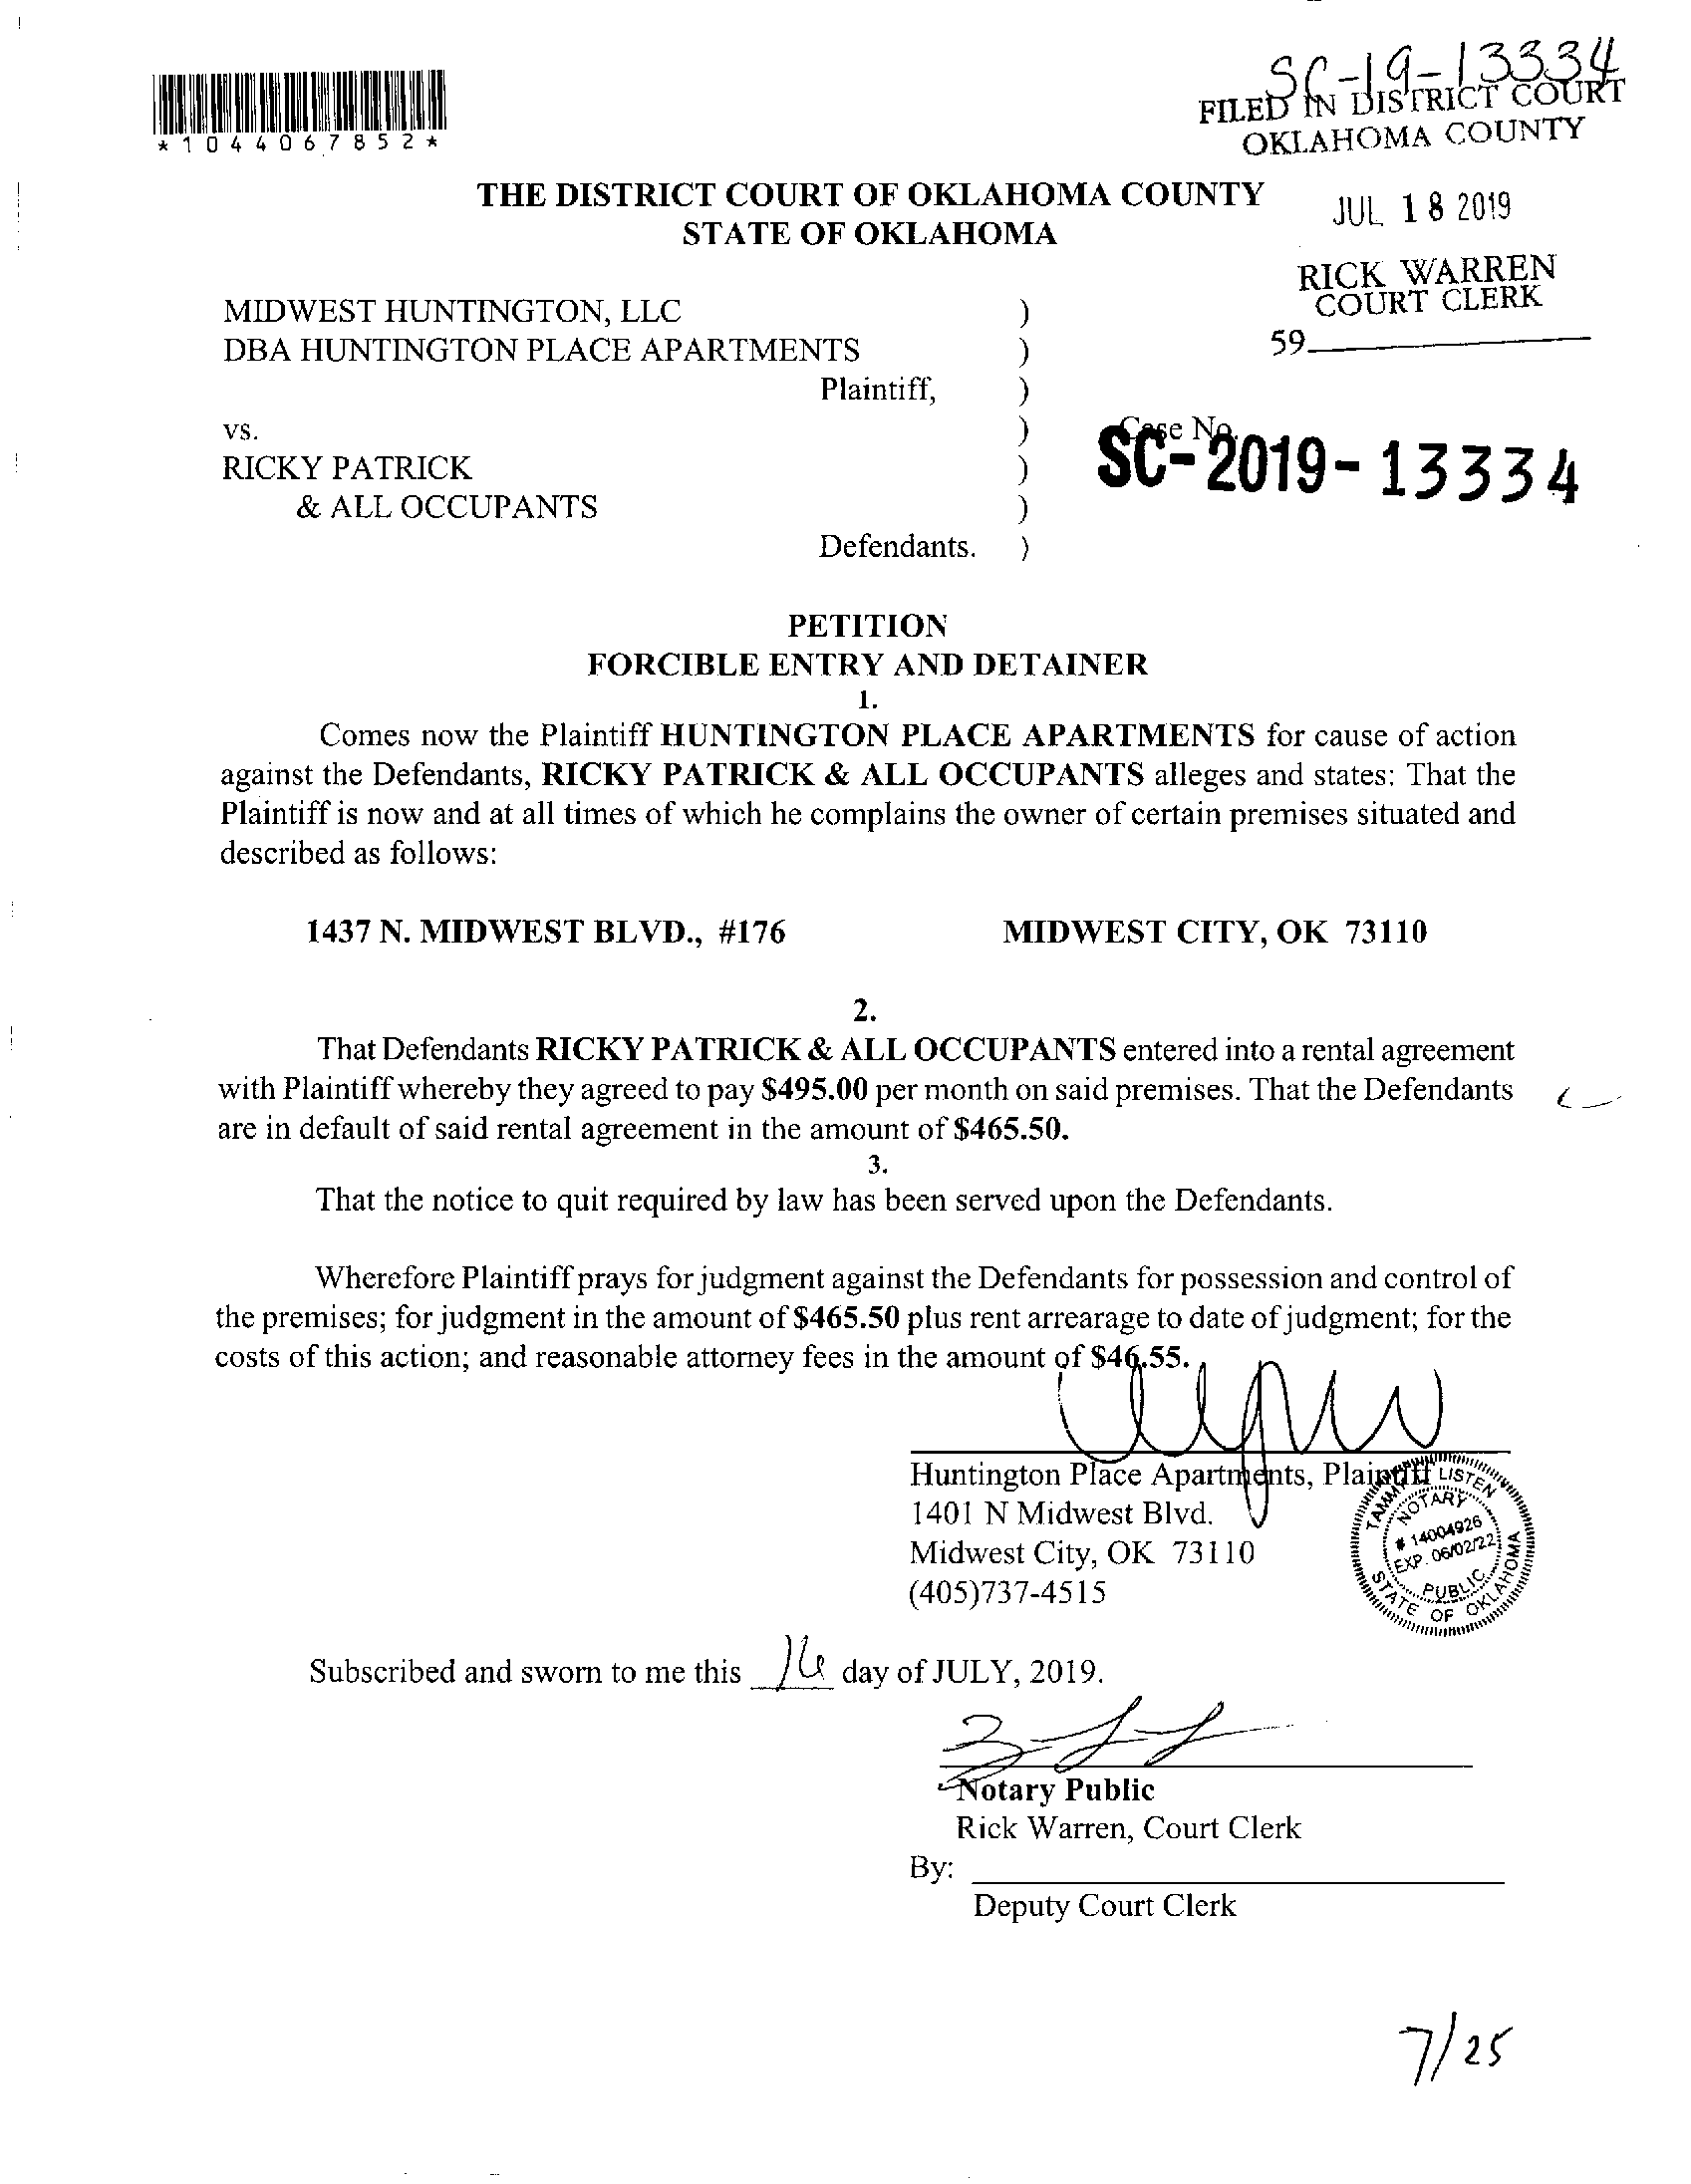 SC-19-13334
FILED IN DISTRICT COURT
OKLAHOMA COUNTY
*1044067852*
THE DISTRICT COURT OF OKLAHOMA COUNTY
STATE OF OKLAHOMA
JUL 18 2019
RICK WARREN
COURT CLERK
59
MIDWEST HUNTINGTON, LLC )
DBA HUNTINGTON PLACE APARTMENTS )
Plaintiff, )
vs. ) Case No.
RICKY PATRICK ) SC-2019-13334
& ALL OCCUPANTS )
Defendants. )
PETITION
FORCIBLE ENTRY AND DETAINER
1.
Comes now the Plaintiff HUNTINGTON PLACE APARTMENTS for cause of action
against the Defendants, RICKY PATRICK & ALL OCCUPANTS alleges and states: That the
Plaintiff is now and at all times of which he complains the owner of certain premises situated and
described as follows:
1437 N. MIDWEST BLVD., #176 MIDWEST CITY, OK 73110
2.
That Defendants RICKY PATRICK & ALL OCCUPANTS entered into a rental agreement
with Plaintiff whereby they agreed to pay $495.00 per month on said premises. That the Defendants
are in default of said rental agreement in the amount of $465.50.
3.
That the notice to quit required by law has been served upon the Defendants.
Wherefore Plaintiff prays for judgment against the Defendants for possession and control of
the premises; for judgment in the amount of $465.50 plus rent arrearage to date of judgment; for the
costs of this action; and reasonable attorney fees in the amount of $46.55.
Huntington Place Apartments, Plaintiff
1401 N Midwest Blvd.
Midwest City, OK 73110
(405)737-4515
TAMMY LISTEN
NOTARY
# 14004926
EXP. 06/02/22
PUBLIC
STATE OF OKLAHOMA
Subscribed and sworn to me this 16 day of JULY, 2019.
Notary Public
Rick Warren, Court Clerk
By:
Deputy Court Clerk
7/25